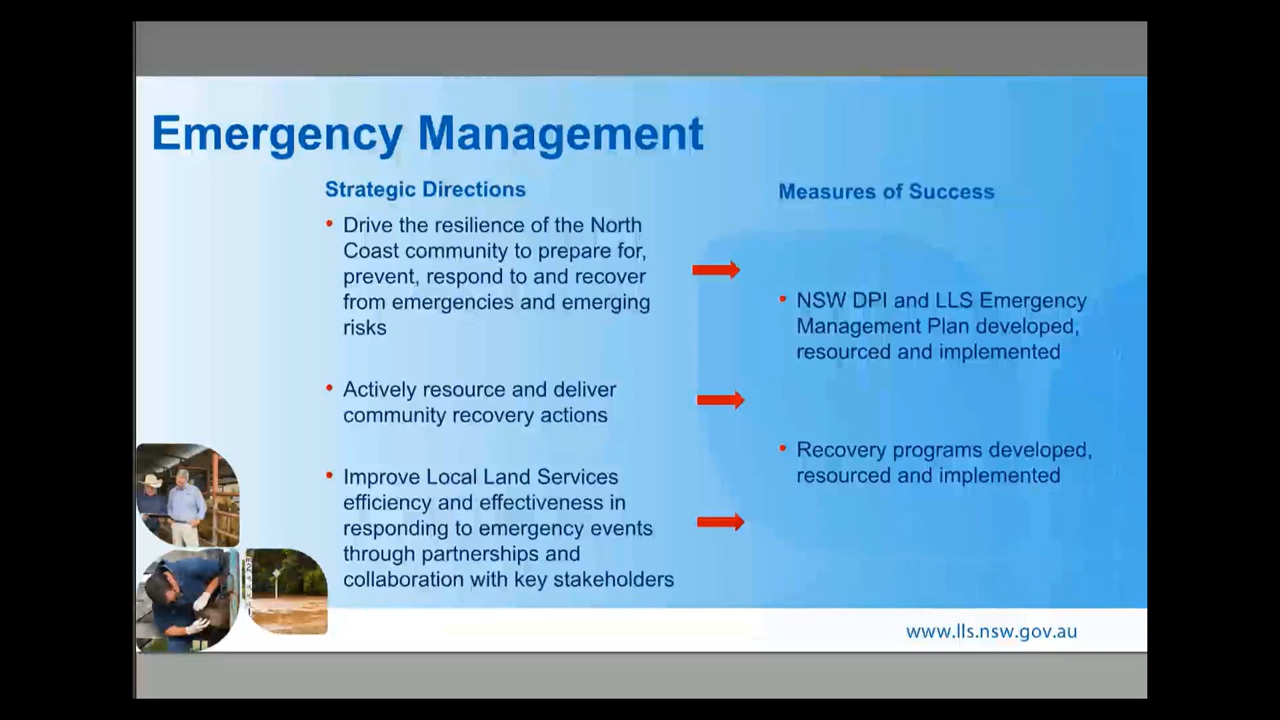 Emergency Management
Strategic Directions
• Drive the resilience of the North
Coast community to prepare for,
prevent, respond to and recover
from emergencies and emerging
risks
• Actively resource and deliver
community recovery actions
• Improve Local Land Services
efficiency and effectiveness in
responding to emergency events
through partnerships and
collaboration with key stakeholders
Measures of Success
• NSW DPI and LLS Emergency
Management Plan developed,
resourced and implemented
• Recovery programs developed,
resourced and implemented
www.lls.nsw.gov.au